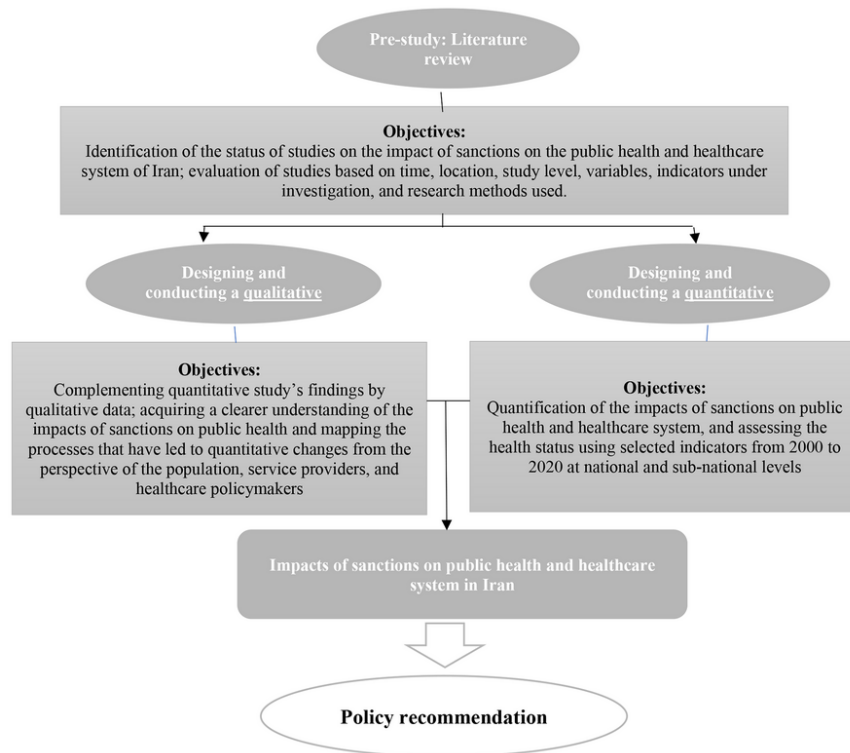 Pre-study: Literature
review
Objectives:
Identification of the status of studies on the impact of sanctions on the public health and healthcare
system of Iran; evaluation of studies based on time, location, study level, variables, indicators under
investigation, and research methods used.
Designing and
conducting a qualitative
Designing and
conducting a quantitative
Objectives:
Complementing quantitative study’s findings by
qualitative data; acquiring a clearer understanding of the
impacts of sanctions on public health and mapping the
processes that have led to quantitative changes from the
perspective of the population, service providers, and
healthcare policymakers
Objectives:
Quantification of the impacts of sanctions on public
health and healthcare system, and assessing the
health status using selected indicators from 2000 to
2020 at national and sub-national levels
Impacts of sanctions on public health and healthcare
system in Iran
Policy recommendation